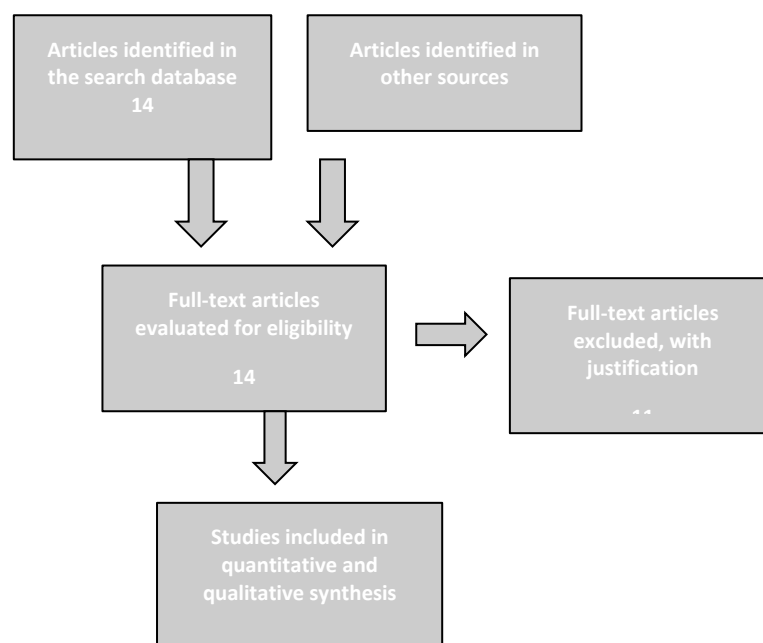 Articles identified in
the search database
14
Articles identified in
other sources
Full-text articles
evaluated for eligibility
14
Full-text articles
excluded, with
justification
Studies included in
quantitative and
qualitative synthesis